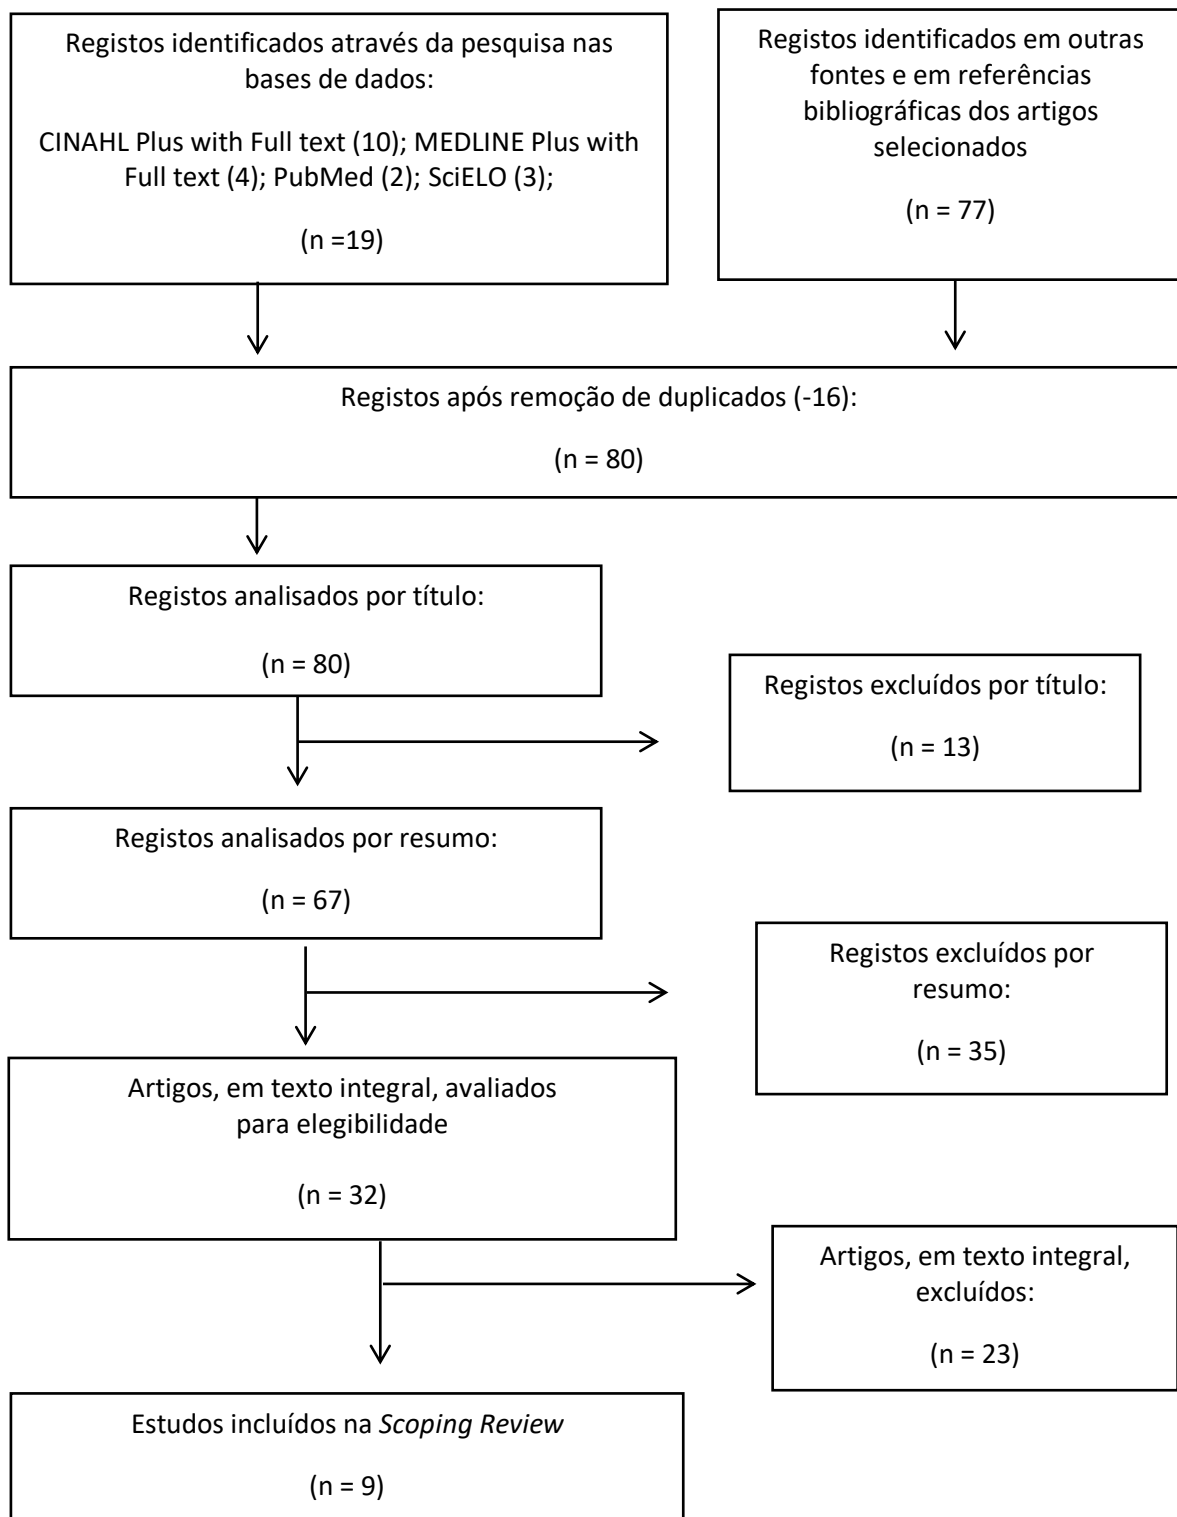 Registos identificados através da pesquisa nas
bases de dados:
CINAHL Plus with Full text (10); MEDLINE Plus with
Full text (4); PubMed (2); SciELO (3);
(n =19)
Registos identificados em outras
fontes e em referências
bibliográficas dos artigos
selecionados
(n = 77)
Registos após remoção de duplicados (-16):
(n = 80)
Registos analisados por título:
(n = 80)
Registos excluídos por título:
(n = 13)
Registos analisados por resumo:
(n = 67)
Registos excluídos por
resumo:
(n = 35)
Artigos, em texto integral, avaliados
para elegibilidade
(n = 32)
Artigos, em texto integral,
excluídos:
(n = 23)
Estudos incluídos na Scoping Review
(n = 9)